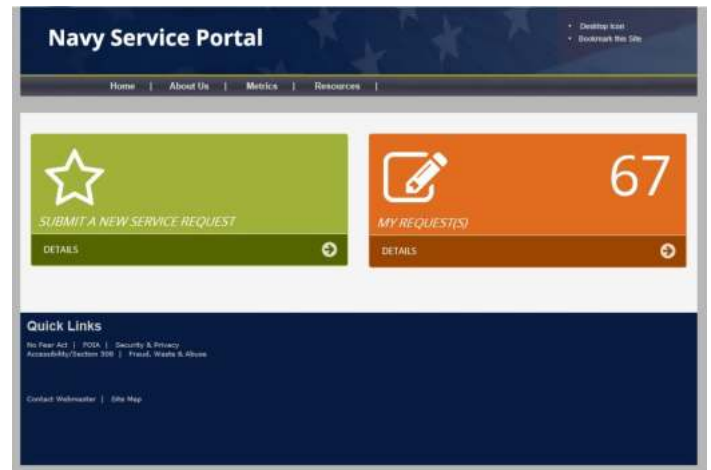 Navy Service Portal
• Desktop Icon
• Bookmark this Site
Home | About Us | Metrics | Resources |
67
SUBMIT A NEW SERVICE REQUEST
MY REQUEST(S)
DETAILS
DETAILS
Quick Links
No Fear Act | FOIA | Security & Privacy
Accessibility/Section 508 | Fraud, Waste & Abuse
Contact Webmaster | Site Map